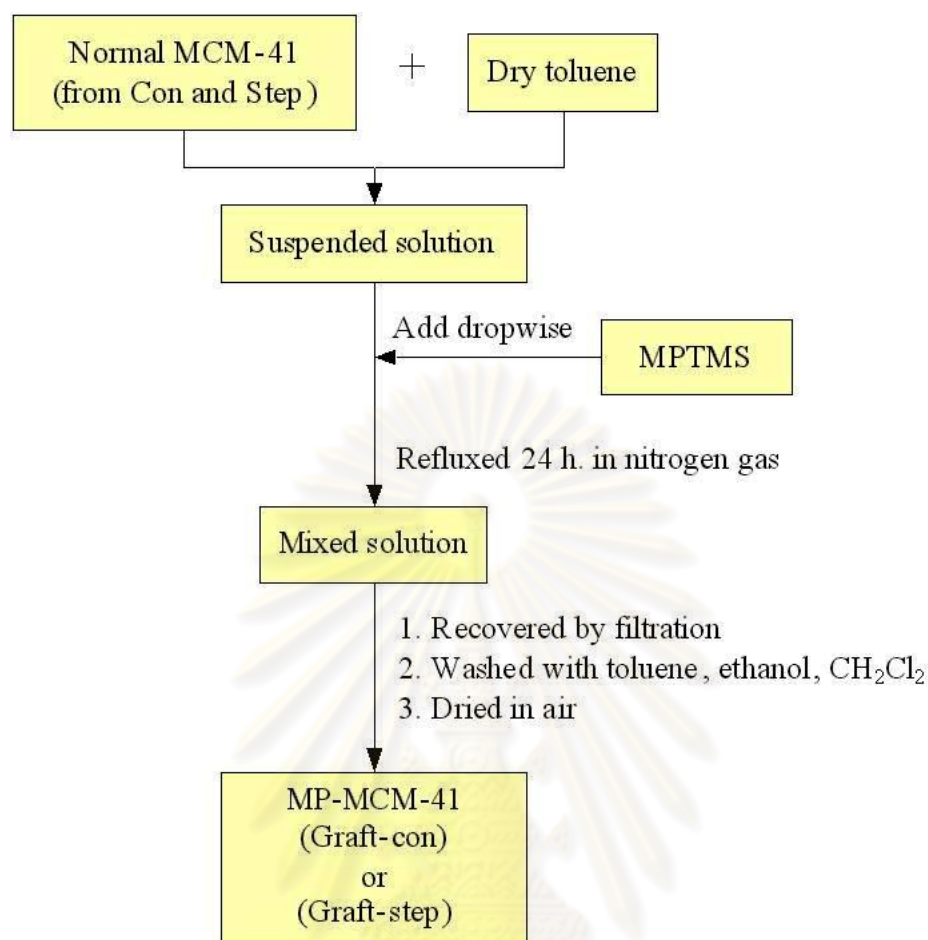 Normal MCM-41
(from Con and Step)
+
Dry toluene
Suspended solution
Add dropwise
MPTMS
Refluxed 24 h. in nitrogen gas
Mixed solution
1. Recovered by filtration
2. Washed with toluene, ethanol, CH₂Cl₂
3. Dried in air
MP-MCM-41
(Graft-con)
or
(Graft-step)